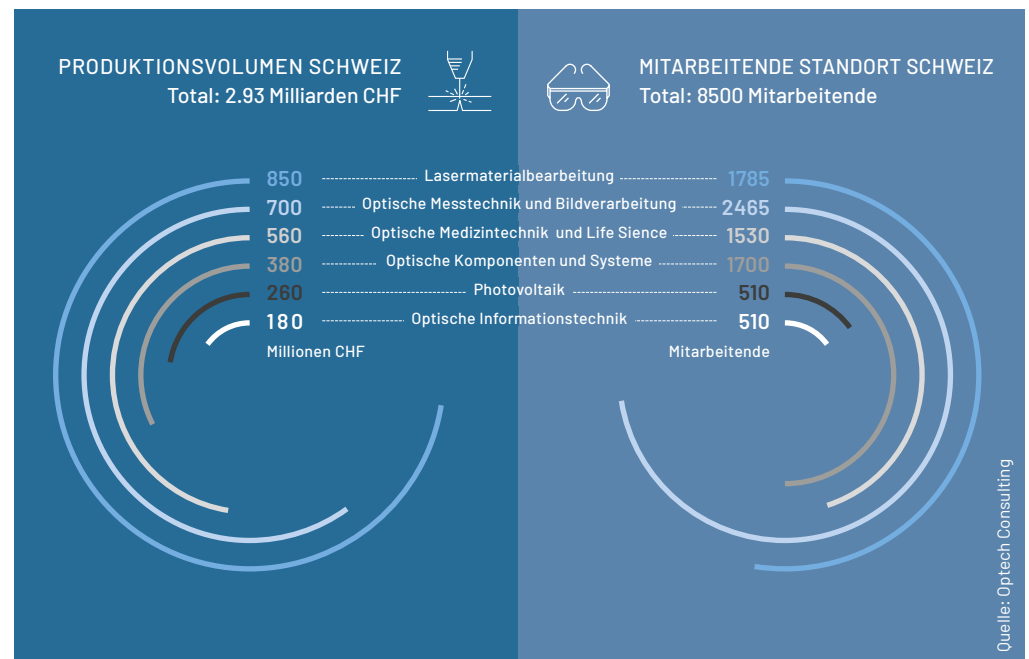 PRODUKTIONSVOLUMEN SCHWEIZ
Total: 2.93 Milliarden CHF
MITARBEITENDE STANDORT SCHWEIZ
Total: 8500 Mitarbeitende
850 Lasermaterialbearbeitung 1785
700 Optische Messtechnik und Bildverarbeitung 2465
560 Optische Medizintechnik und Life Sience 1530
380 Optische Komponenten und Systeme 1700
260 Photovoltaik 510
180 Optische Informationstechnik 510
Millionen CHF Mitarbeitende
Quelle: Optech Consulting